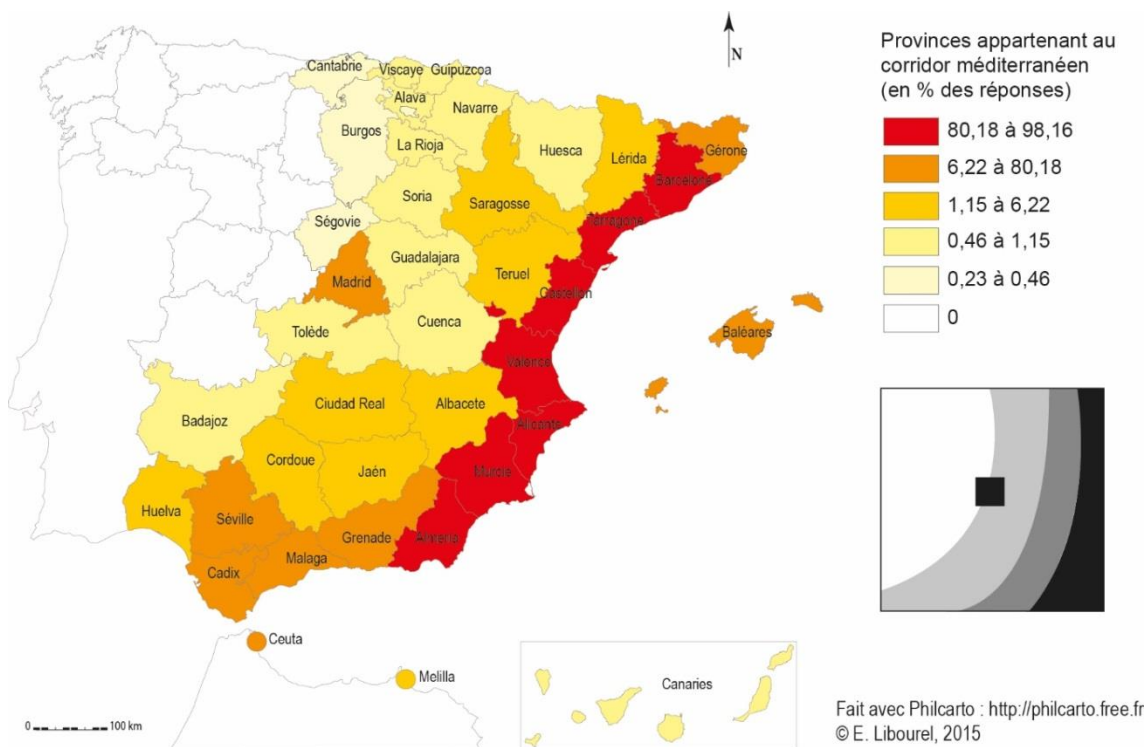 Cantabrie
Viscaye
Guipuzcoa
Alava
Navarre
Burgos
La Rioja
Huesca
Lérida
Gérone
Barcelone
Soria
Saragosse
Tarragone
Ségovie
Guadalajara
Teruel
Madrid
Castellon
Cuenca
Tolède
Baléares
Valence
Ciudad Real
Albacete
Badajoz
Alicante
Cordoue
Jaén
Murcie
Huelva
Séville
Grenade
Almeria
Malaga
Cadix
Ceuta
Melilla
Canaries
N
0 100 km
Provinces appartenant au
corridor méditerranéen
(en % des réponses)
80,18 à 98,16
6,22 à 80,18
1,15 à 6,22
0,46 à 1,15
0,23 à 0,46
0
Fait avec Philcarto : http://philcarto.free.fr
© E. Libourel, 2015